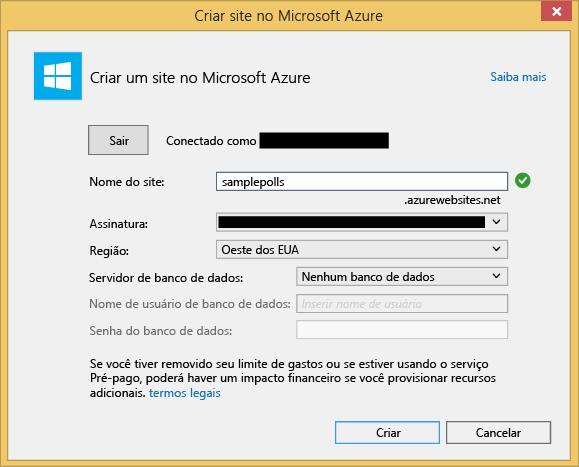 Criar site no Microsoft Azure
Criar um site no Microsoft Azure
Saiba mais
Sair
Conectado como
Nome do site:
samplepolls
.azurewebsites.net
Assinatura:
Região:
Oeste dos EUA
Servidor de banco de dados:
Nenhum banco de dados
Nome de usuário de banco de dados:
Inserir nome de usuário
Senha do banco de dados:
Se você tiver removido seu limite de gastos ou se estiver usando o serviço
Pré-pago, poderá haver um impacto financeiro se você provisionar recursos
adicionais. termos legais
Criar
Cancelar